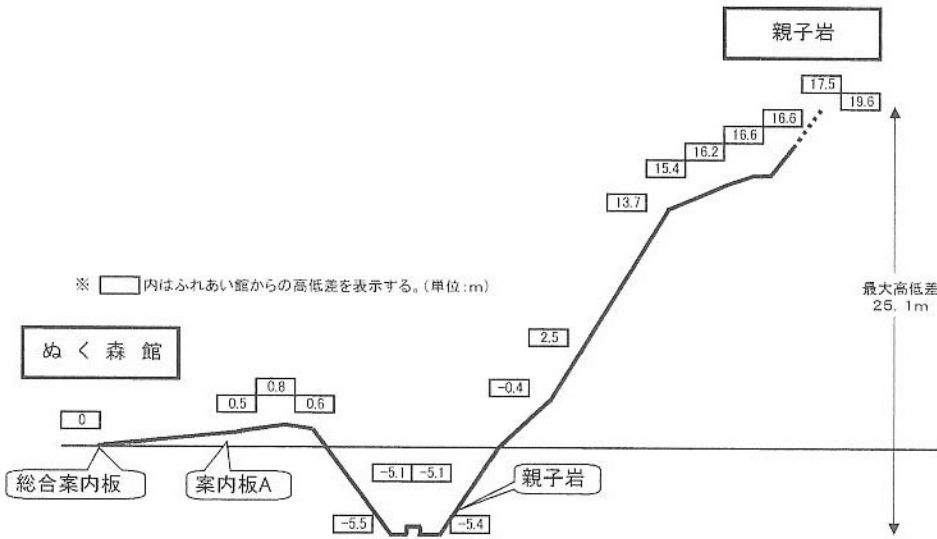 親子岩
17.5
19.6
16.6
16.6
16.2
15.4
13.7
※ 内はふれあい館からの高低差を表示する。(単位:m)
最大高低差
25.1m
ぬく森館
2.5
-0.4
0.8
0.5
0.6
0
総合案内板
案内板A
-5.1
-5.1
親子岩
-5.5
-5.4